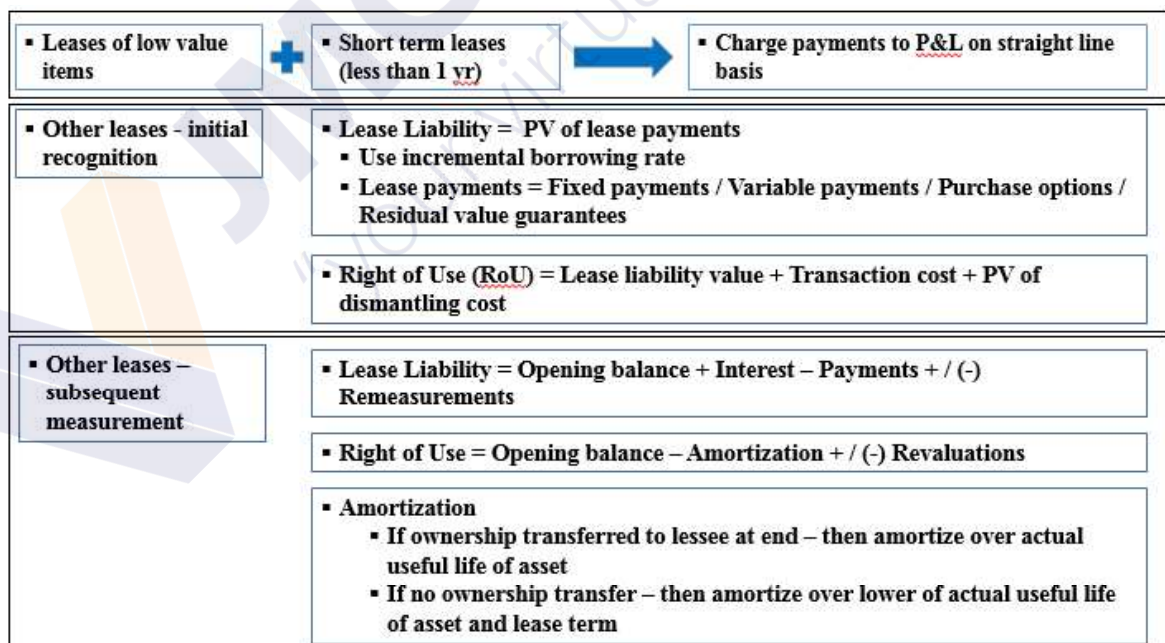 ▪ Leases of low value
items
▪ Short term leases
(less than 1 yr)
▪ Charge payments to P&L on straight line
basis
▪ Other leases - initial
recognition
▪ Lease Liability = PV of lease payments
▪ Use incremental borrowing rate
▪ Lease payments = Fixed payments / Variable payments / Purchase options /
Residual value guarantees
▪ Right of Use (RoU) = Lease liability value + Transaction cost + PV of
dismantling cost
▪ Other leases –
subsequent
measurement
▪ Lease Liability = Opening balance + Interest – Payments + / (-)
Remeasurements
▪ Right of Use = Opening balance – Amortization + / (-) Revaluations
▪ Amortization
▪ If ownership transferred to lessee at end – then amortize over actual
useful life of asset
▪ If no ownership transfer – then amortize over lower of actual useful life
of asset and lease term
"your